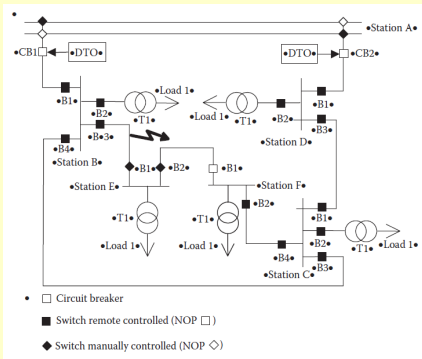 •Station A•
•CB1
•DTO•
•DTO•
•CB2•
•B1•
•Load 1•
•B1•
•B2•
•T1•
•Load 1•
•T1•
•B2•
•B•3•
•B3•
•B4•
•Station D•
•Station B•
•B1•
•B2•
•B1•
•Station E•
•Station F•
•B2•
•T1•
•T1•
•B1•
•B2•
•Load 1•
•T1•
•Load 1•
•Load 1•
•B4•
•B3•
•Station C•
• Circuit breaker
Switch remote controlled (NOP □)
Switch manually controlled (NOP ◇)